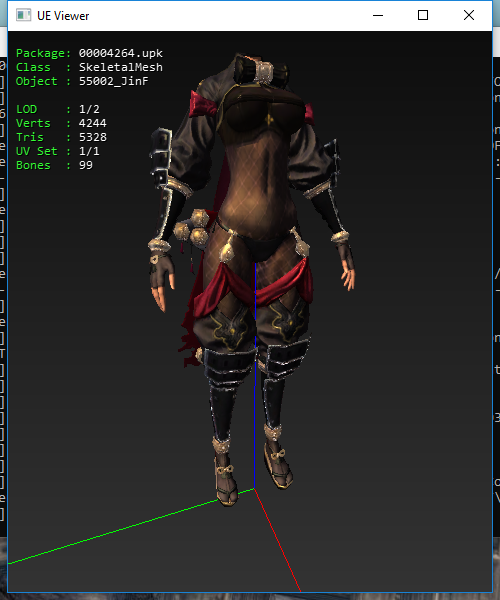 UE Viewer
Package: 00004264.upk
Class : SkeletalMesh
Object : 55002_JinF
LOD : 1/2
Verts : 4244
Tris : 5328
UV Set : 1/1
Bones : 99